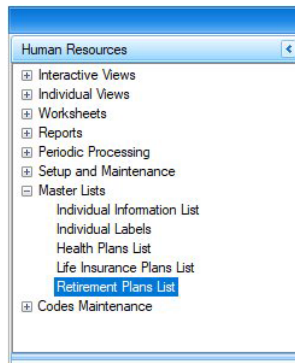 Human Resources
Interactive Views
Individual Views
Worksheets
Reports
Periodic Processing
Setup and Maintenance
Master Lists
Individual Information List
Individual Labels
Health Plans List
Life Insurance Plans List
Retirement Plans List
Codes Maintenance